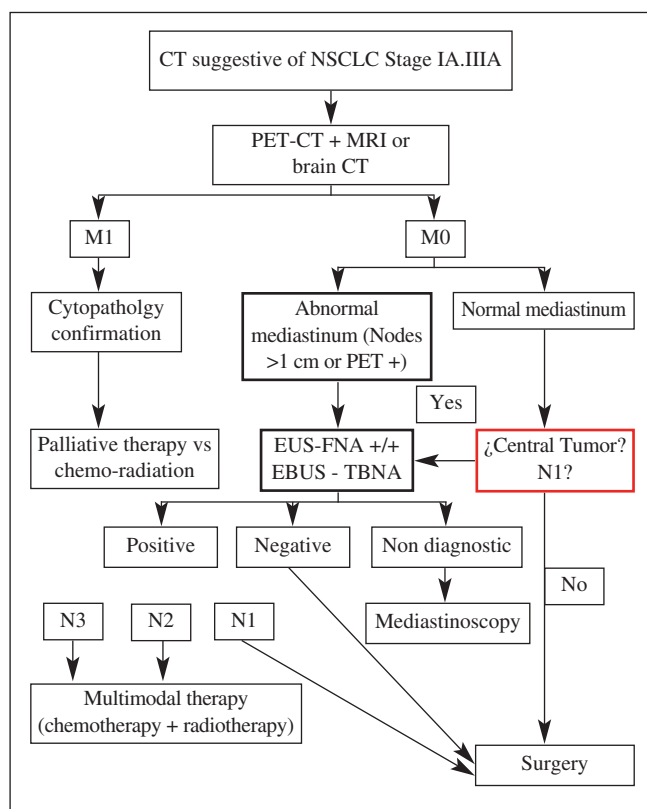 CT suggestive of NSCLC Stage IA.IIIA
PET-CT + MRI or
brain CT
M1
M0
Cytopatholgy
confirmation
Abnormal
mediastinum (Nodes
>1 cm or PET +)
Normal mediastinum
Yes
Palliative therapy vs
chemo-radiation
EUS-FNA +/+
EBUS - TBNA
¿Central Tumor?
N1?
Positive
Negative
Non diagnostic
No
Mediastinoscopy
N3
N2
N1
Multimodal therapy
(chemotherapy + radiotherapy)
Surgery